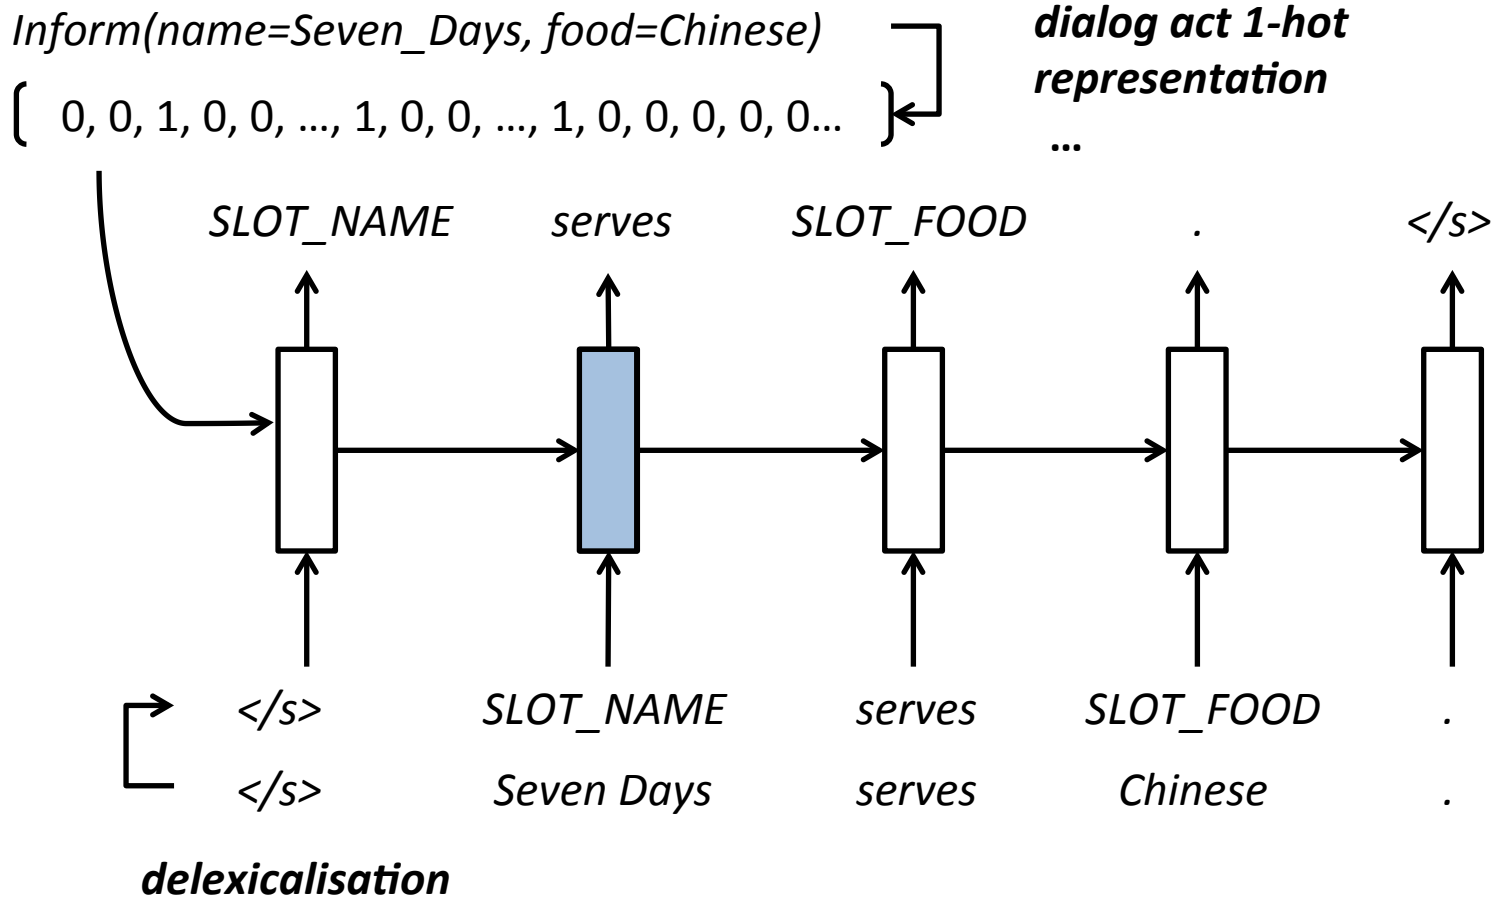 Inform(name=Seven_Days, food=Chinese)
dialog act 1-hot
representation
0, 0, 1, 0, 0, …, 1, 0, 0, …, 1, 0, 0, 0, 0, 0…
…
SLOT_NAME serves SLOT_FOOD . </s>
</s> SLOT_NAME serves SLOT_FOOD .
</s> Seven Days serves Chinese .
delexicalisation